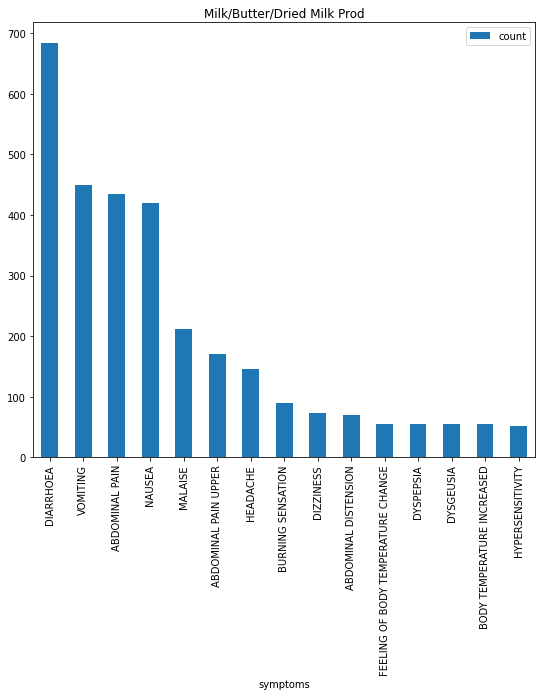 Milk/Butter/Dried Milk Prod
count
700
600
500
400
300
200
100
0
DIARRHOEA
VOMITING
ABDOMINAL PAIN
NAUSEA
MALAISE
ABDOMINAL PAIN UPPER
HEADACHE
BURNING SENSATION
DIZZINESS
ABDOMINAL DISTENSION
FEELING OF BODY TEMPERATURE CHANGE
DYSPEPSIA
DYSGEUSIA
BODY TEMPERATURE INCREASED
HYPERSENSITIVITY
symptoms